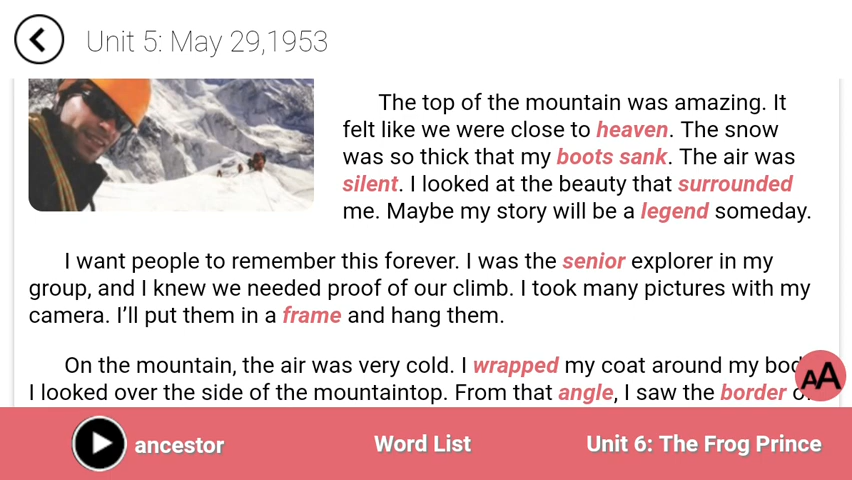 Unit 5: May 29,1953
The top of the mountain was amazing. It
felt like we were close to heaven. The snow
was so thick that my boots sank. The air was
silent. I looked at the beauty that surrounded
me. Maybe my story will be a legend someday.
I want people to remember this forever. I was the senior explorer in my
group, and I knew we needed proof of our climb. I took many pictures with my
camera. I’ll put them in a frame and hang them.
On the mountain, the air was very cold. I wrapped my coat around my
I looked over the side of the mountaintop. From that angle, I saw the border
AA
ancestor
Word List
Unit 6: The Frog Prince